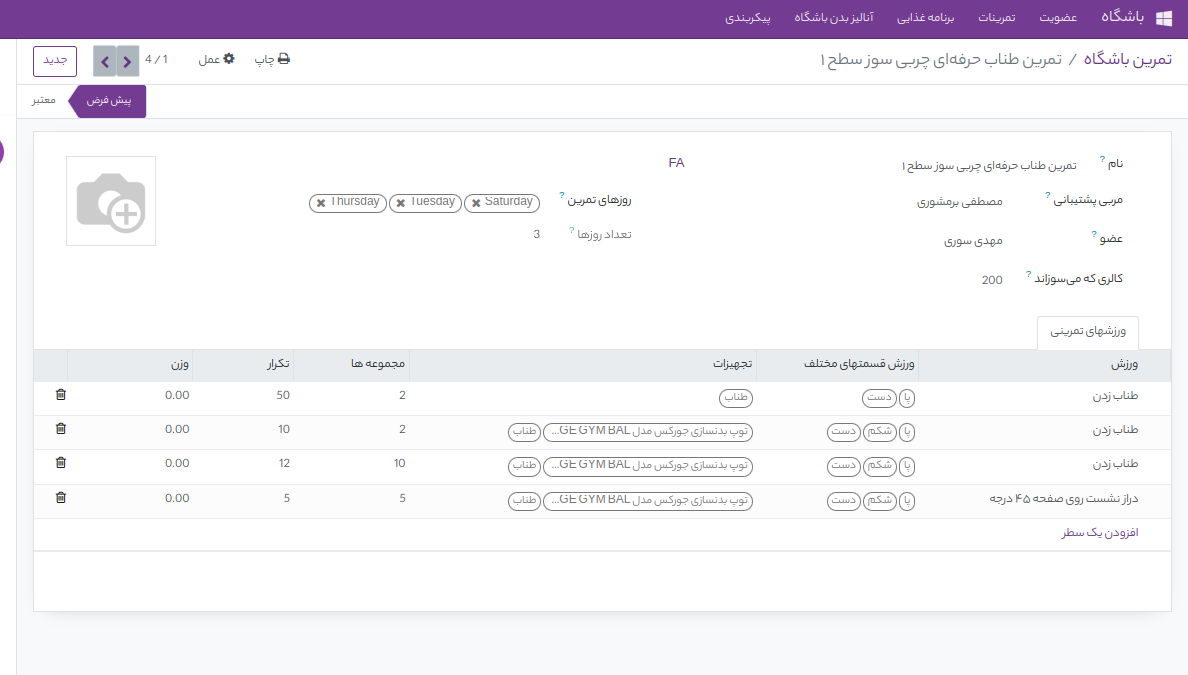 باشگاه عضویت تمرینات برنامه غذایی آنالیز بدن باشگاه پیکربندی
تمرین باشگاه / تمرین طناب حرفه‌ای چربی سوز سطح ۱ چاپ عمل 1 / 4 جدید
پیش فرض معتبر
نام ? تمرین طناب حرفه‌ای چربی سوز سطح ۱ FA
مربی پشتیبانی ? مصطفی برمشوری روزهای تمرین ? Saturday Tuesday Thursday
عضو ? مهدی سوری تعداد روزها ? 3
کالری که می‌سوزاند ? 200
ورزشهای تمرینی
ورزش ورزش قسمتهای مختلف تجهیزات مجموعه ها تکرار وزن
طناب زدن پا دست طناب 2 50 0.00
طناب زدن پا شکم دست توپ بدنسازی جورکس مدل GE GYM BAL... طناب 2 10 0.00
طناب زدن پا شکم دست توپ بدنسازی جورکس مدل GE GYM BAL... طناب 10 12 0.00
دراز نشست روی صفحه ۴۵ درجه پا شکم دست توپ بدنسازی جورکس مدل GE GYM BAL... طناب 5 5 0.00
افزودن یک سطر